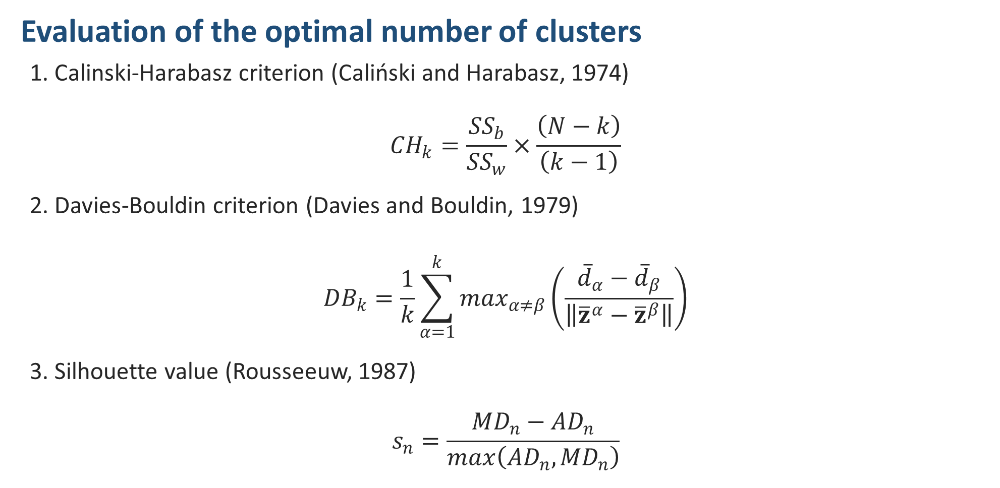 Evaluation of the optimal number of clusters
1. Calinski-Harabasz criterion (Caliński and Harabasz, 1974)
$CH_k = \frac{SS_b}{SS_w} \times \frac{(N - k)}{(k - 1)}$
2. Davies-Bouldin criterion (Davies and Bouldin, 1979)
$DB_k = \frac{1}{k} \sum_{\alpha=1}^{k} max_{\alpha \neq \beta} \left( \frac{\bar{d}_\alpha - \bar{d}_\beta}{\|\bar{\mathbf{z}}^\alpha - \bar{\mathbf{z}}^\beta\|} \right)$
3. Silhouette value (Rousseeuw, 1987)
$s_n = \frac{MD_n - AD_n}{max(AD_n, MD_n)}$